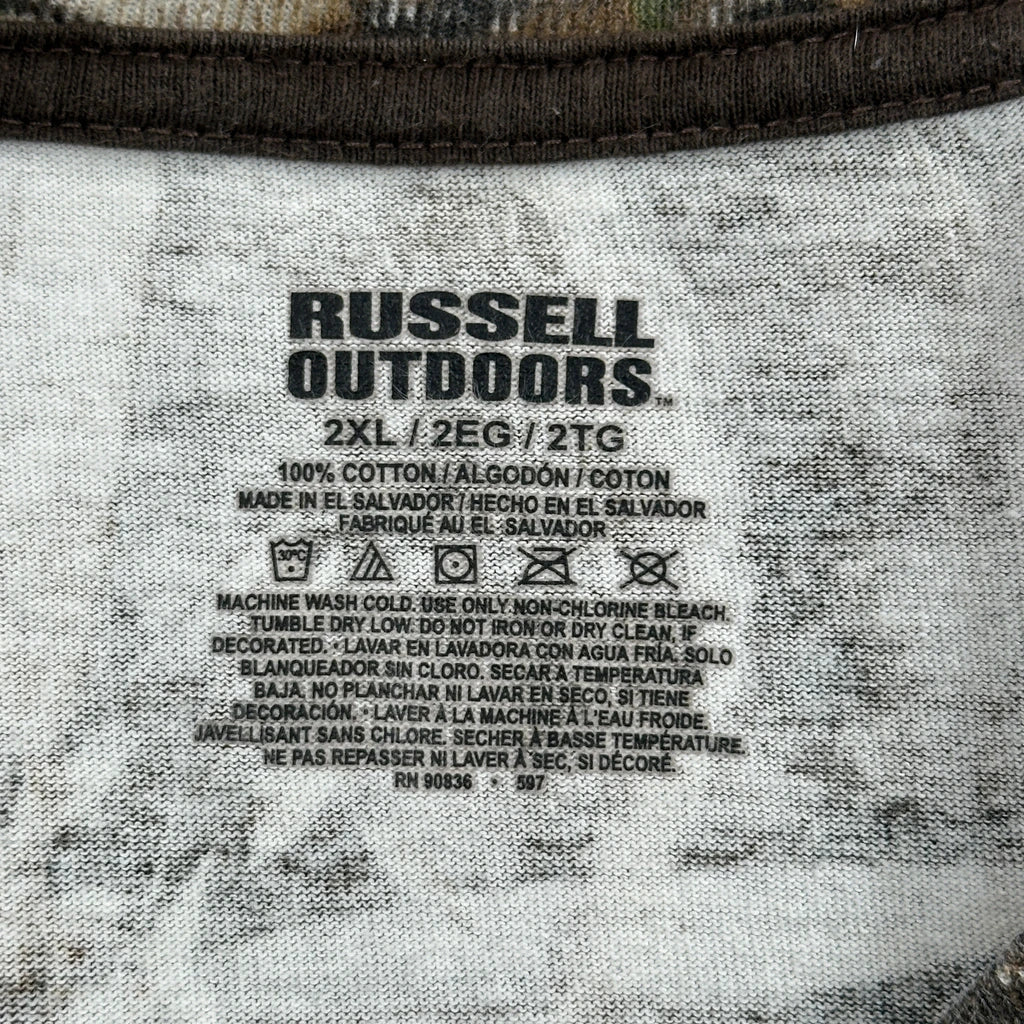 RUSSELL
OUTDOORS™
2XL / 2EG / 2TG
100% COTTON / ALGODÓN / COTON
MADE IN EL SALVADOR / HECHO EN EL SALVADOR
FABRIQUÉ AU EL SALVADOR
30°C
MACHINE WASH COLD. USE ONLY NON-CHLORINE BLEACH.
TUMBLE DRY LOW. DO NOT IRON OR DRY CLEAN, IF
DECORATED. • LAVAR EN LAVADORA CON AGUA FRÍA. SOLO
BLANQUEADOR SIN CLORO. SECAR A TEMPERATURA
BAJA. NO PLANCHAR NI LAVAR EN SECO, SI TIENE
DECORACIÓN. • LAVER À LA MACHINE À L'EAU FROIDE.
JAVELLISANT SANS CHLORE. SECHER À BASSE TEMPÉRATURE.
NE PAS REPASSER NI LAVER À SEC, SI DÉCORÉ.
RN 90836 • 597